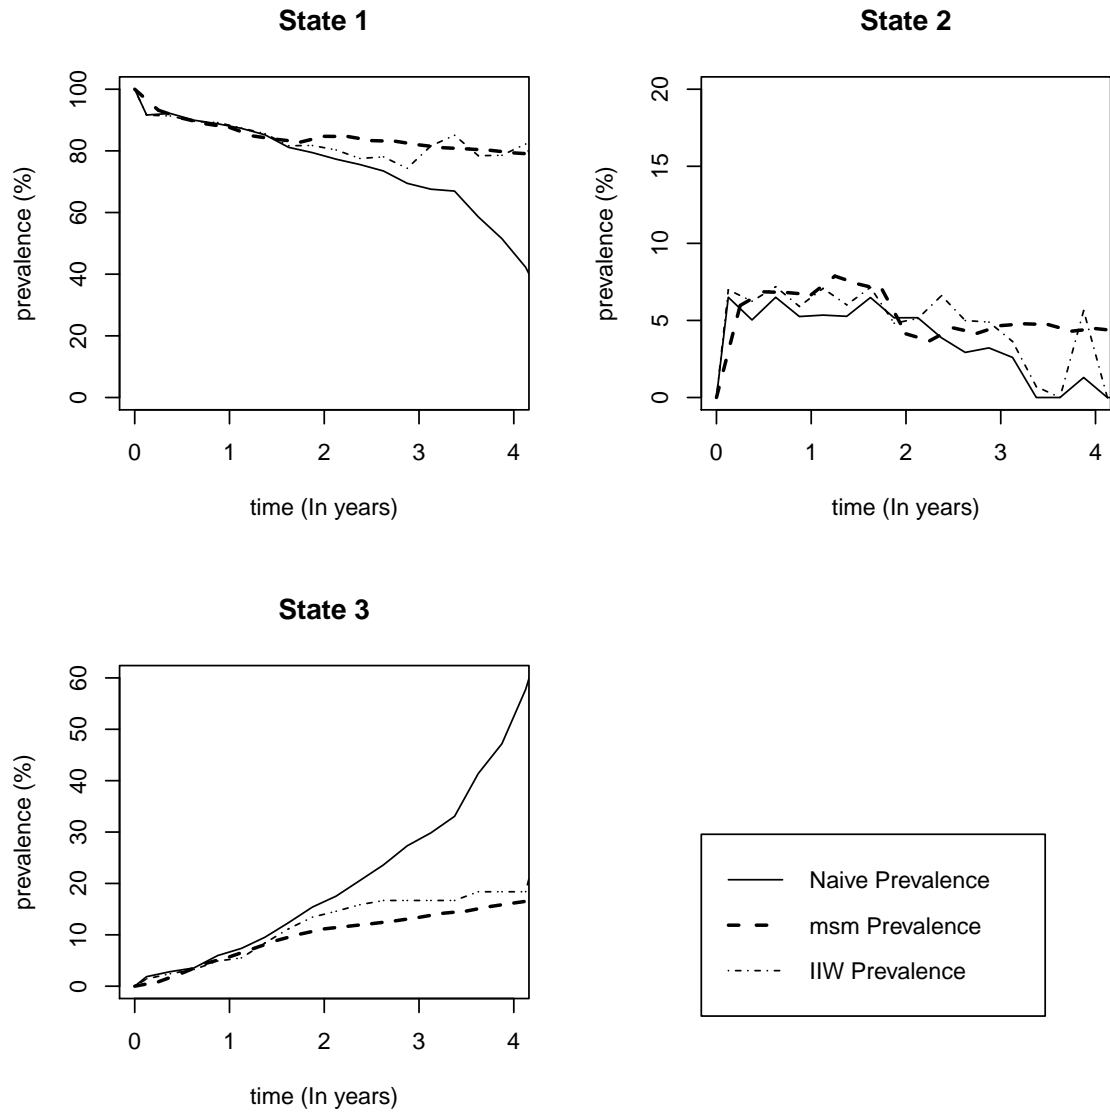 State 1
prevalence (%)
100
80
60
40
20
0
0 1 2 3 4
time (In years)
State 2
prevalence (%)
20
15
10
5
0
0 1 2 3 4
time (In years)
State 3
prevalence (%)
60
50
40
30
20
10
0
0 1 2 3 4
time (In years)
Naive Prevalence
msm Prevalence
IIW Prevalence